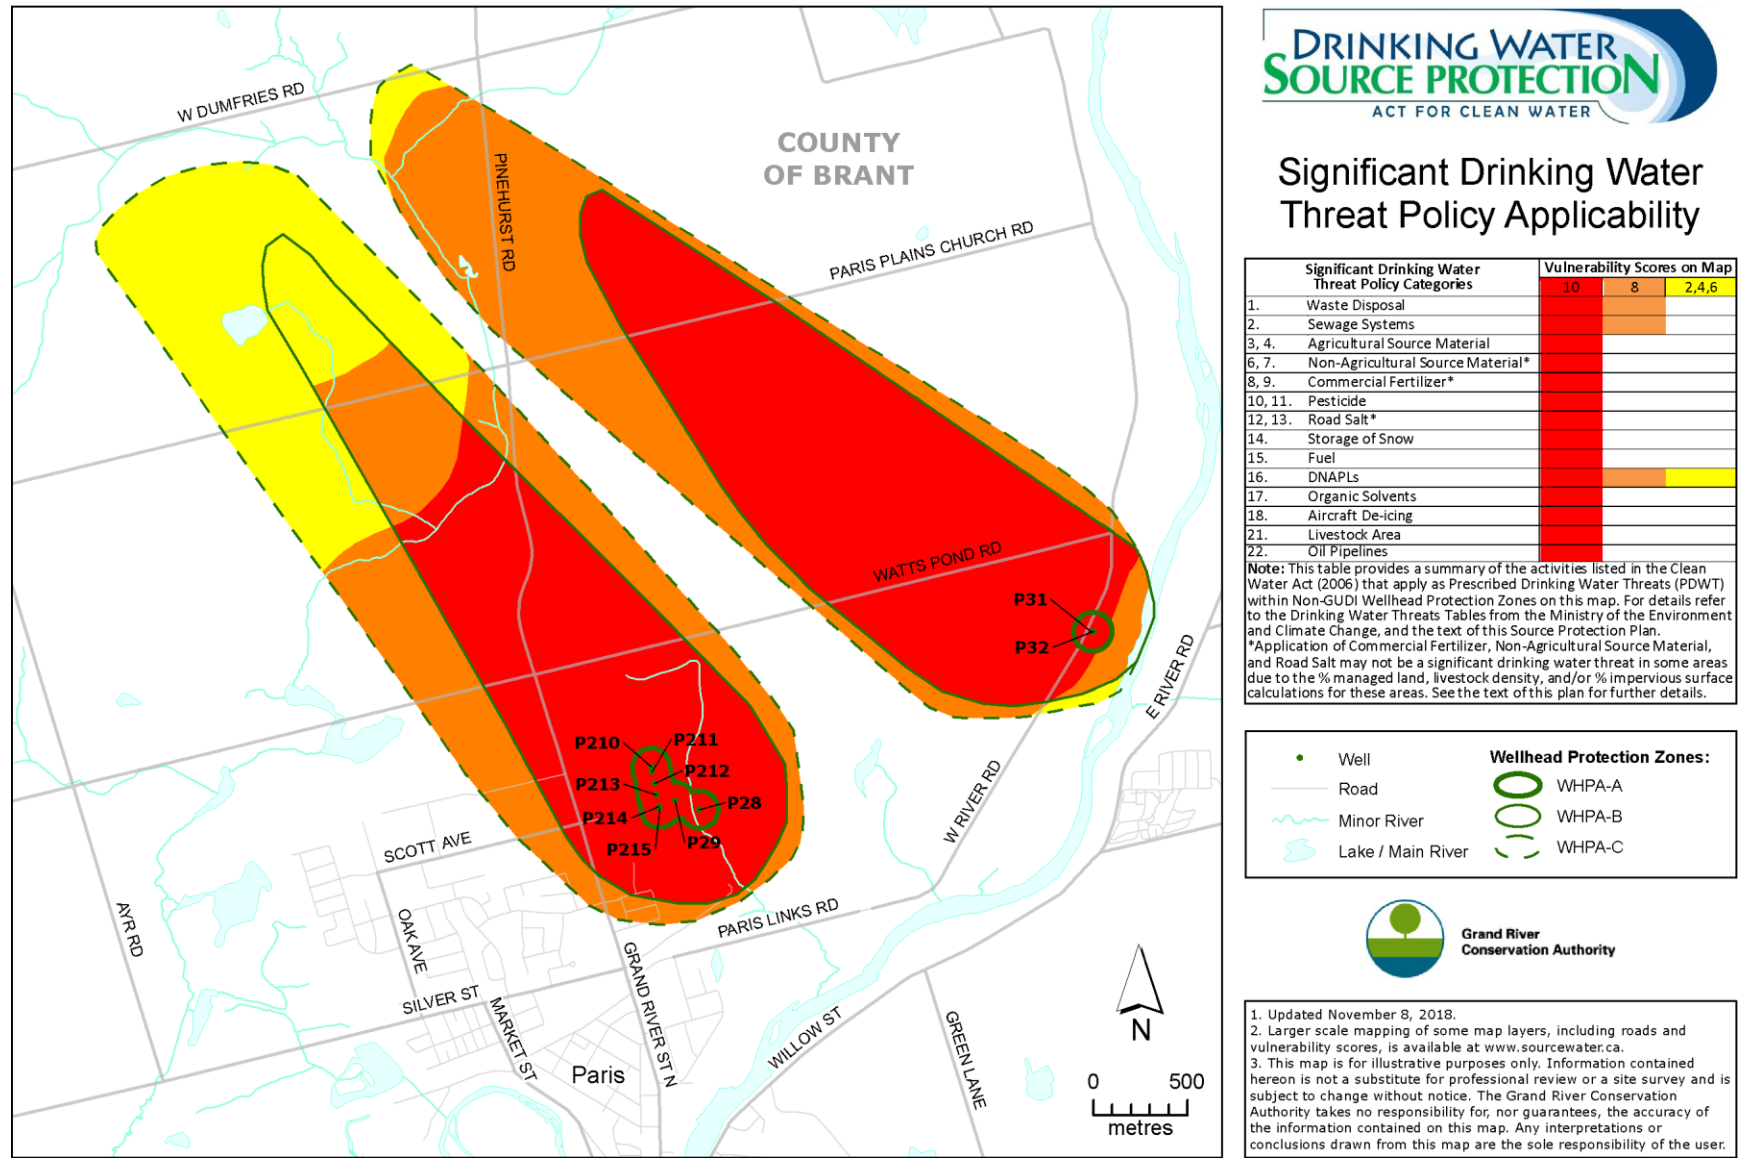 W DUMFRIES RD
COUNTY
OF BRANT
PINEHURST RD
PARIS PLAINS CHURCH RD
WATTS POND RD
P31
P32
E RIVER RD
P210
P211
P212
P213
P28
P214
P29
P215
W RIVER RD
SCOTT AVE
AYR RD
OAK AVE
PARIS LINKS RD
GRAND RIVER ST N
SILVER ST
MARKET ST
WILLOW ST
GREEN LANE
Paris
N
0 500
metres
DRINKING WATER
SOURCE PROTECTION
ACT FOR CLEAN WATER
Significant Drinking Water
Threat Policy Applicability
Significant Drinking Water
Threat Policy Categories
Vulnerability Scores on Map
10 8 2,4,6
1. Waste Disposal
2. Sewage Systems
3, 4. Agricultural Source Material
6, 7. Non-Agricultural Source Material*
8, 9. Commercial Fertilizer*
10, 11. Pesticide
12, 13. Road Salt*
14. Storage of Snow
15. Fuel
16. DNAPLs
17. Organic Solvents
18. Aircraft De-icing
21. Livestock Area
22. Oil Pipelines
Note: This table provides a summary of the activities listed in the Clean
Water Act (2006) that apply as Prescribed Drinking Water Threats (PDWT)
within Non-GUDI Wellhead Protection Zones on this map. For details refer
to the Drinking Water Threats Tables from the Ministry of the Environment
and Climate Change, and the text of this Source Protection Plan.
*Application of Commercial Fertilizer, Non-Agricultural Source Material,
and Road Salt may not be a significant drinking water threat in some areas
due to the % managed land, livestock density, and/or % impervious surface
calculations for these areas. See the text of this plan for further details.
Well
Road
Minor River
Lake / Main River
Wellhead Protection Zones:
WHPA-A
WHPA-B
WHPA-C
Grand River
Conservation Authority
1. Updated November 8, 2018.
2. Larger scale mapping of some map layers, including roads and
vulnerability scores, is available at www.sourcewater.ca.
3. This map is for illustrative purposes only. Information contained
hereon is not a substitute for professional review or a site survey and is
subject to change without notice. The Grand River Conservation
Authority takes no responsibility for, nor guarantees, the accuracy of
the information contained on this map. Any interpretations or
conclusions drawn from this map are the sole responsibility of the user.